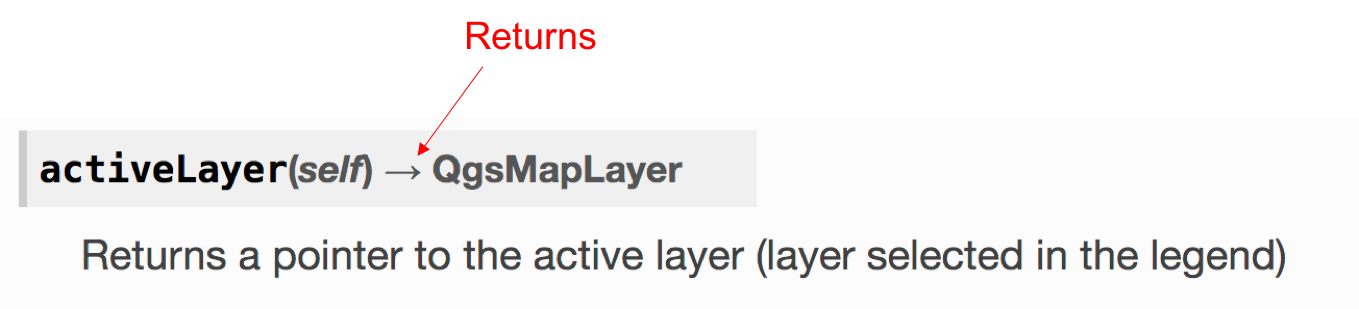 Returns
activeLayer(self) → QgsMapLayer
Returns a pointer to the active layer (layer selected in the legend)